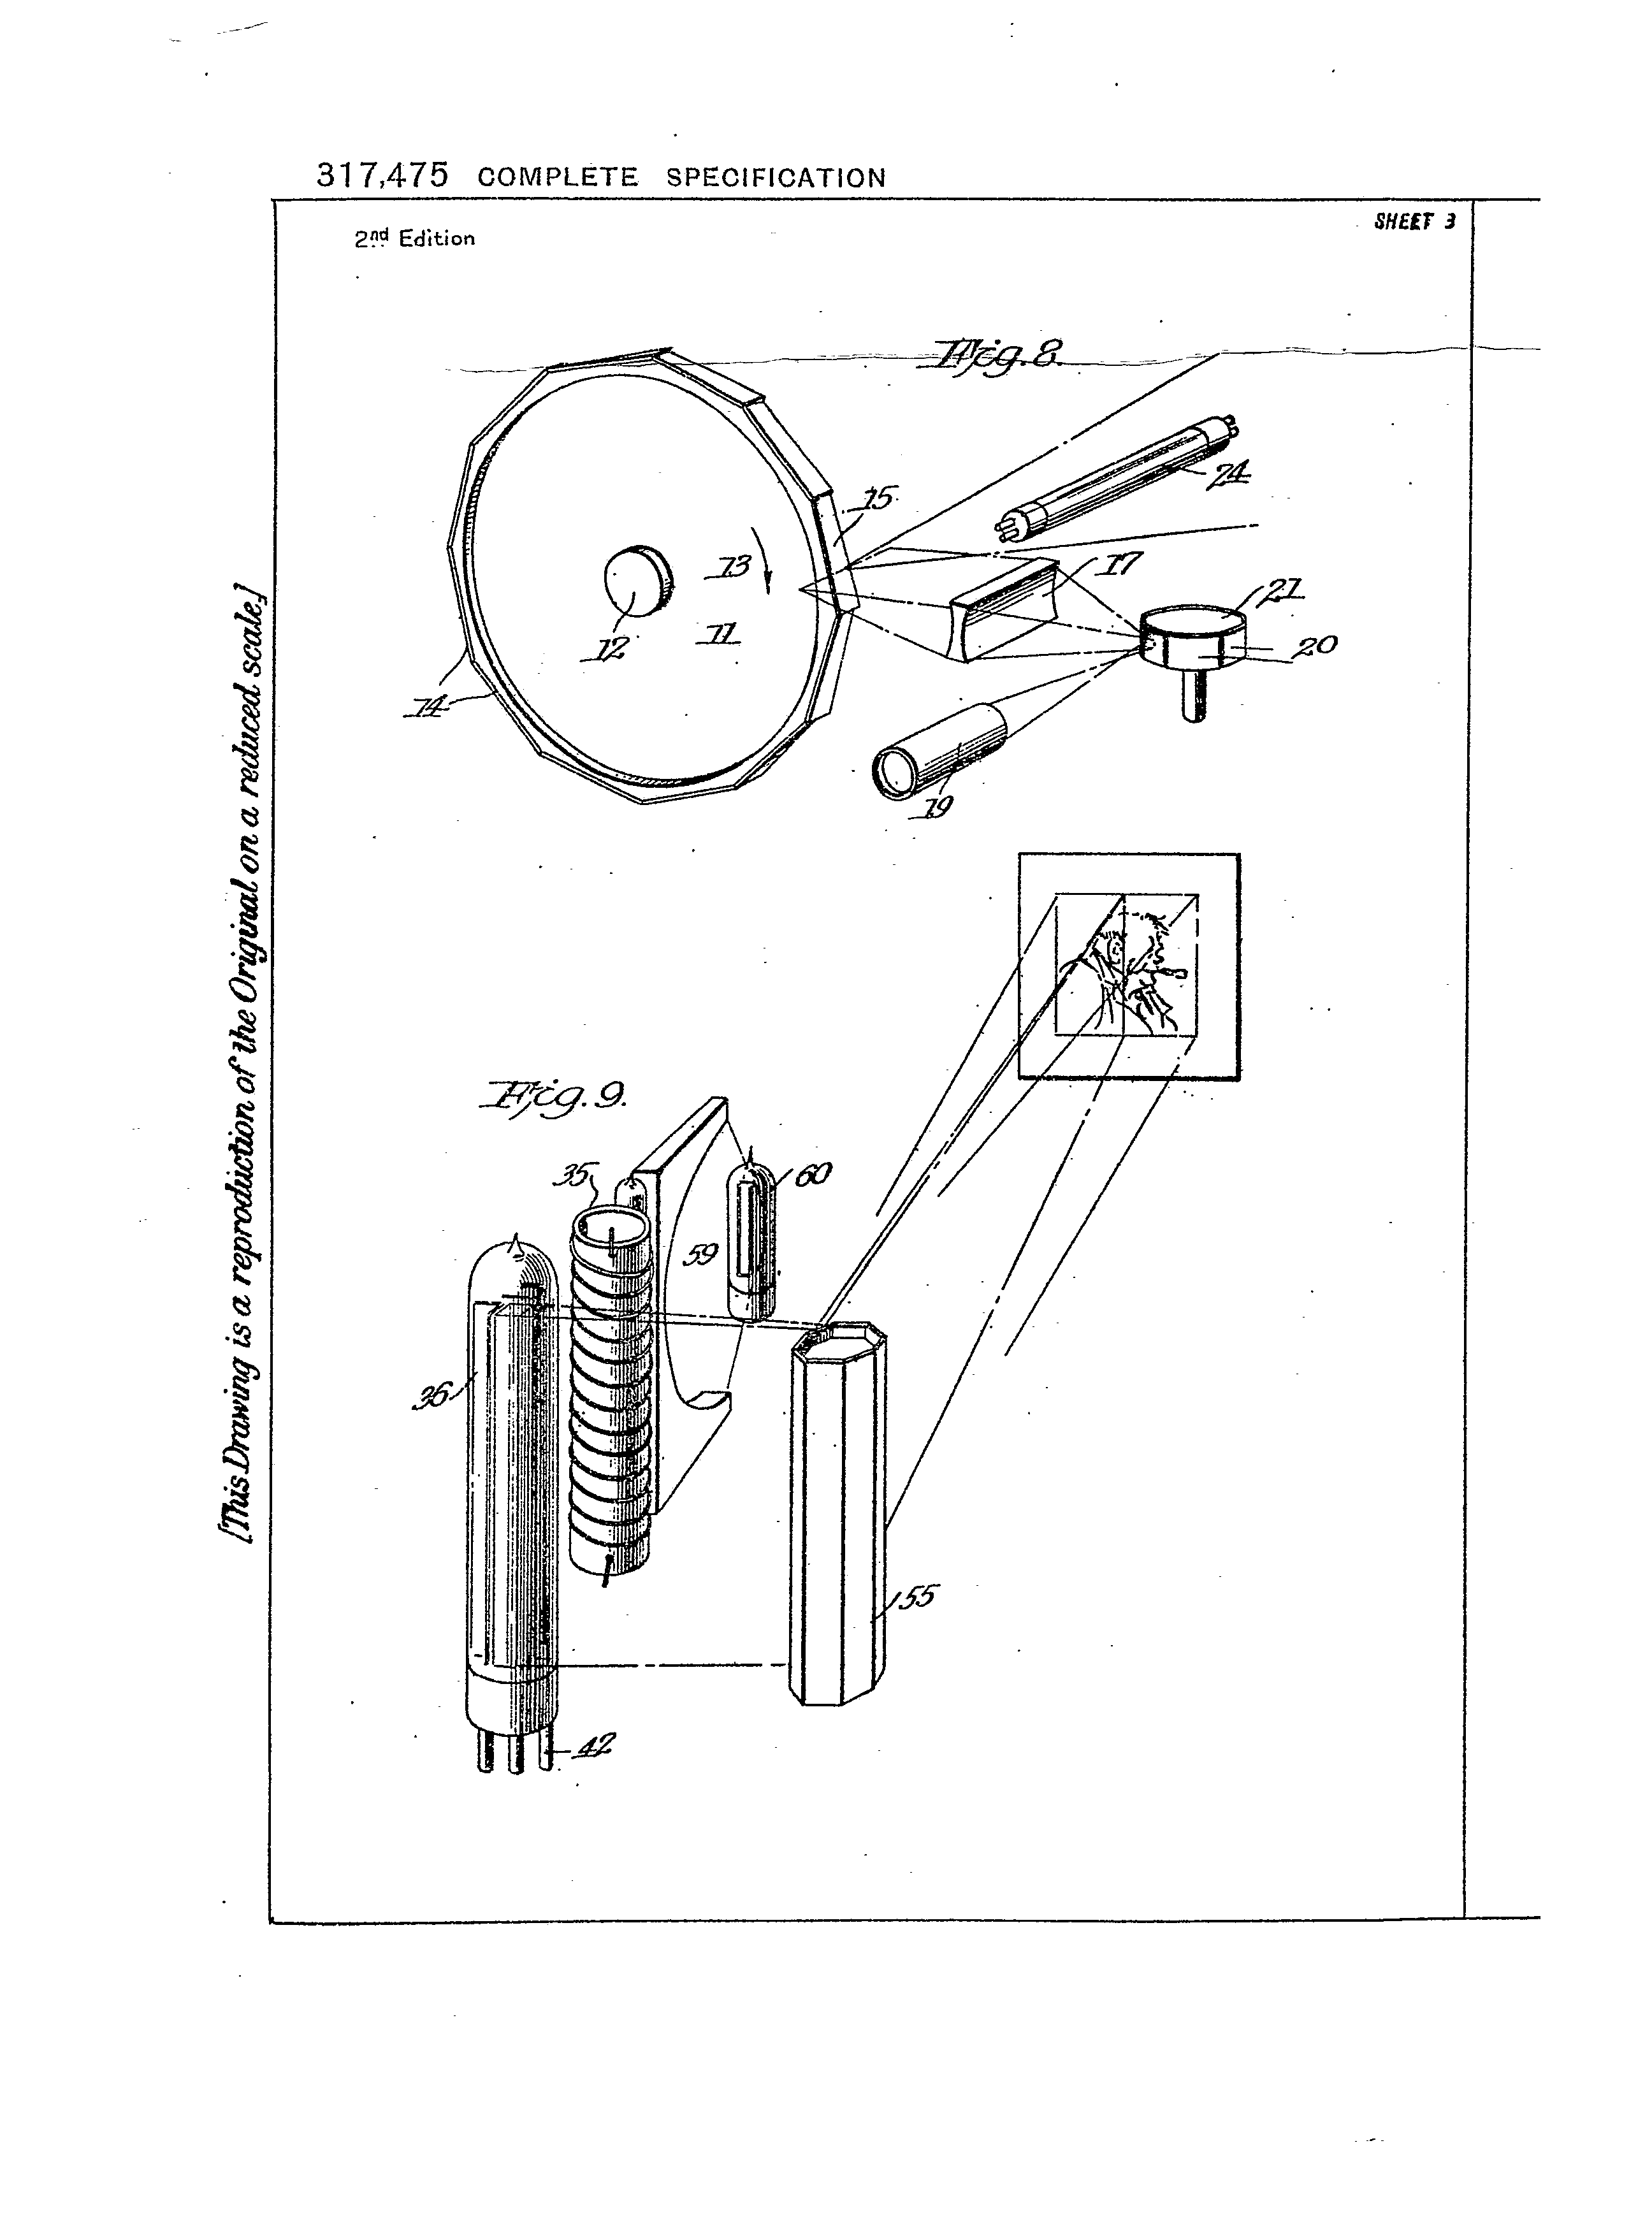 317,475 COMPLETE SPECIFICATION
2nd Edition
SHEET 3
[This Drawing is a reproduction of the Original on a reduced scale.]
Fig. 8.
15
24
13
17
12
11
21
20
14
19
Fig. 9.
35
60
59
36
55
42